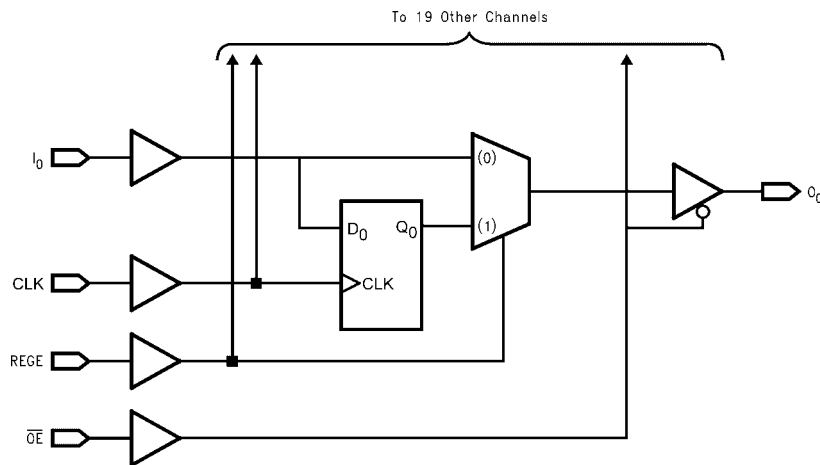 To 19 Other Channels
I0
(0)
O0
D0
Q0
(1)
CLK
CLK
REGE
OE